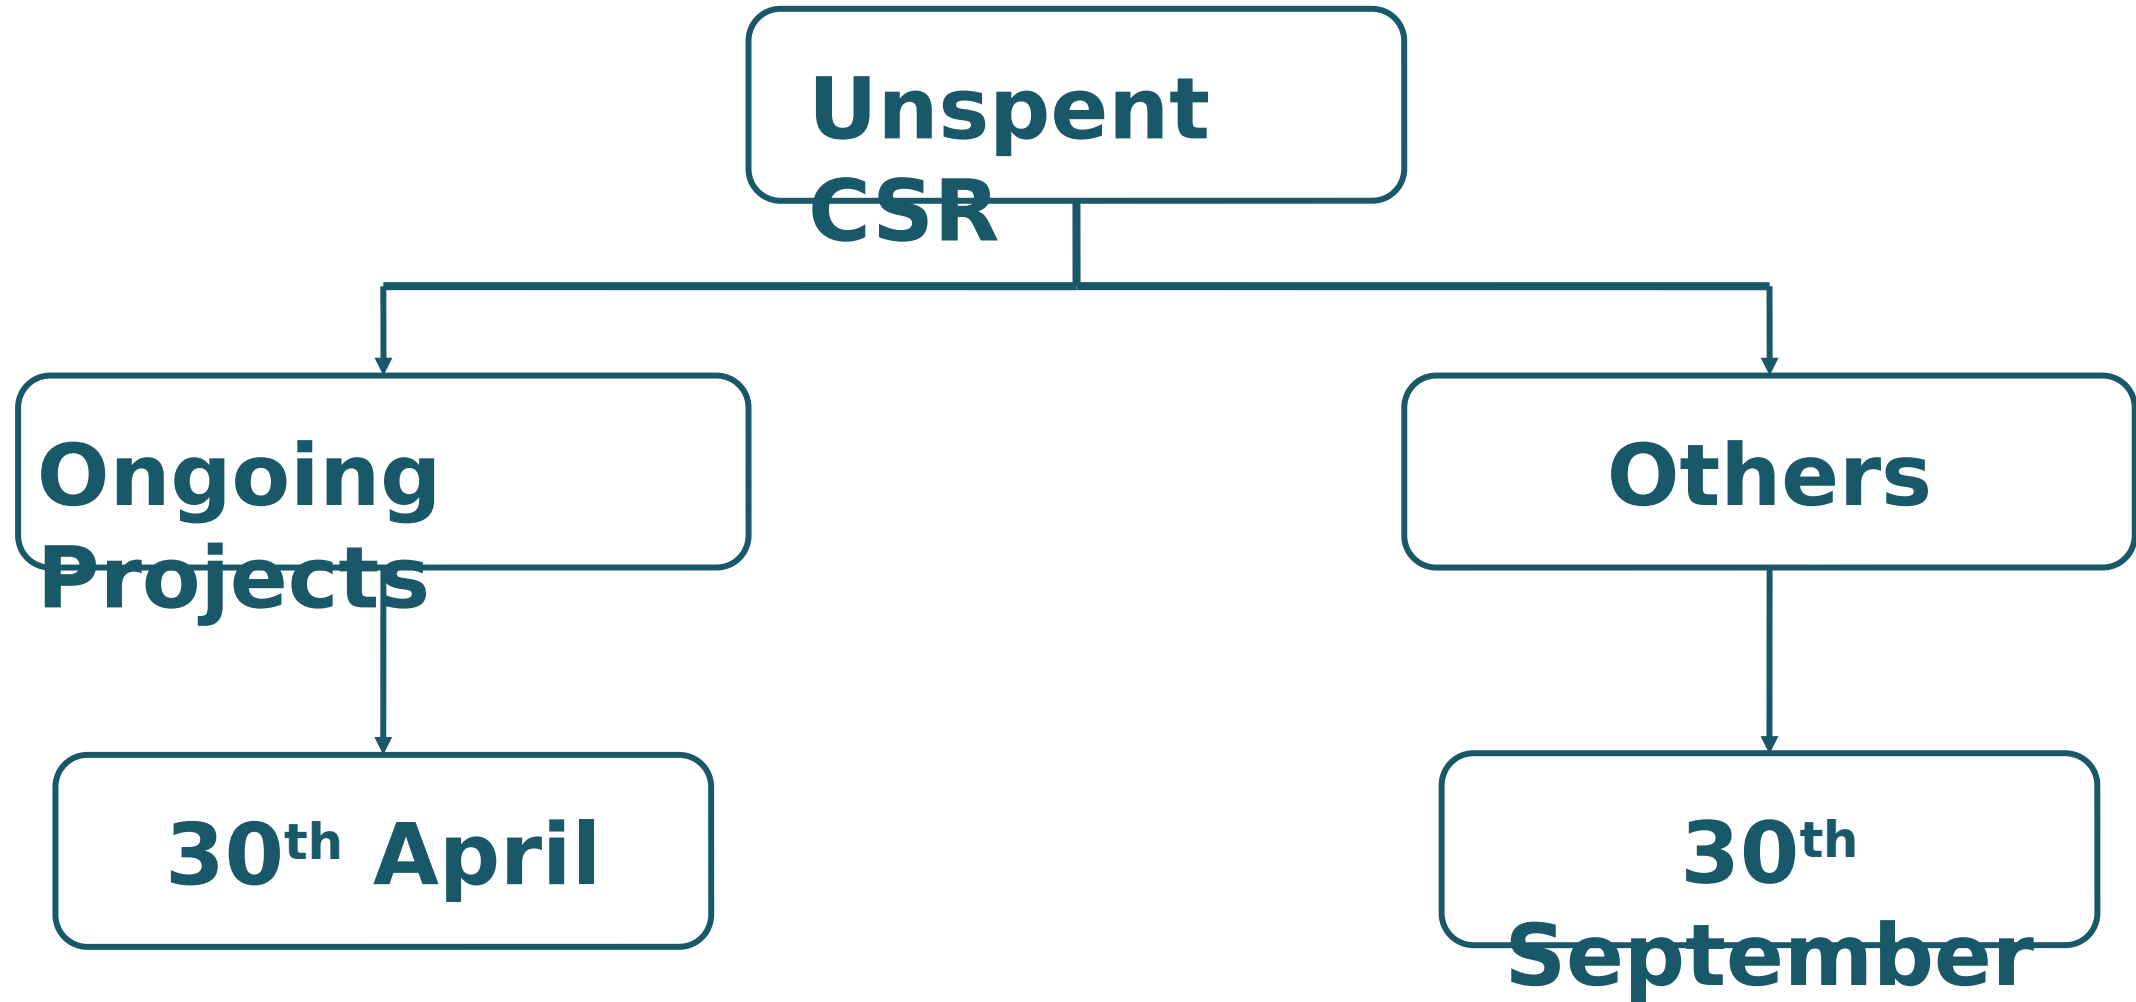 Unspent
CSR
Ongoing
Projects
Others
30th April
30th
September